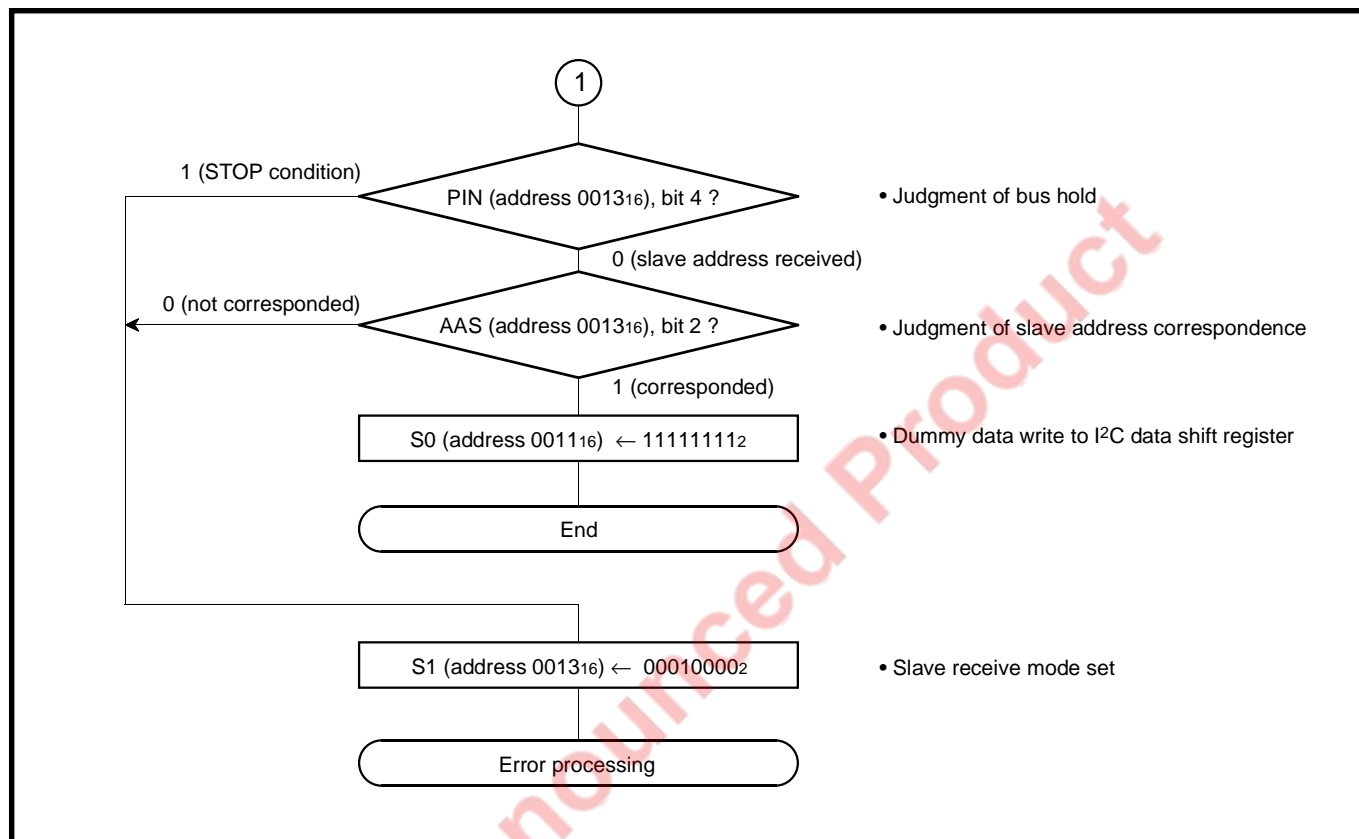 1
1 (STOP condition)
PIN (address 001316), bit 4 ?
• Judgment of bus hold
0 (slave address received)
0 (not corresponded)
AAS (address 001316), bit 2 ?
• Judgment of slave address correspondence
1 (corresponded)
S0 (address 001116) ← 111111112
• Dummy data write to I2C data shift register
End
S1 (address 001316) ← 000100002
• Slave receive mode set
Error processing
nounced Product